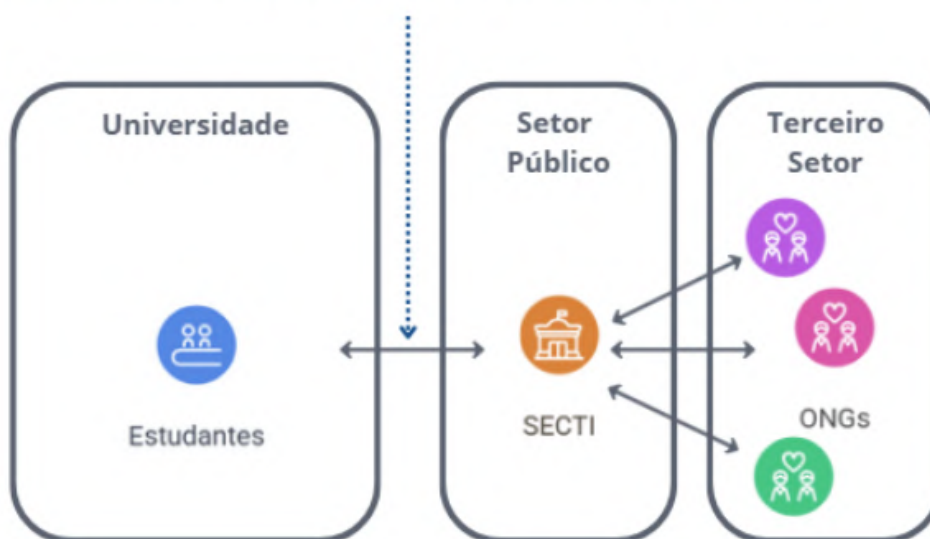 Universidade
Setor
Público
Terceiro
Setor
Estudantes
SECTI
ONGs